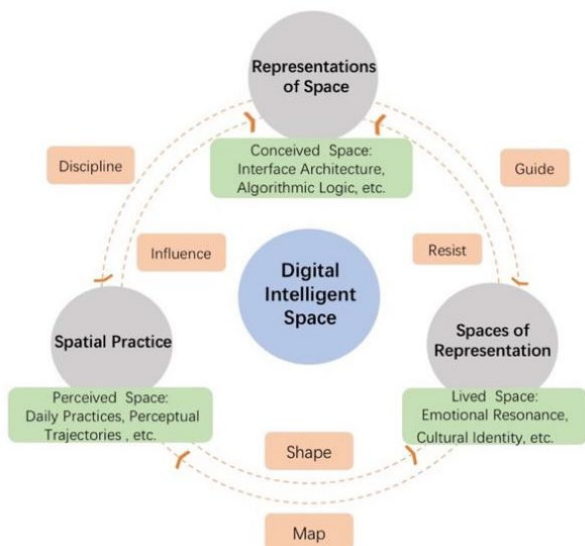 Representations
of Space
Conceived Space:
Interface Architecture,
Algorithmic Logic, etc.
Discipline
Guide
Influence
Resist
Digital
Intelligent
Space
Spatial Practice
Perceived Space:
Daily Practices, Perceptual
Trajectories , etc.
Spaces of
Representation
Lived Space:
Emotional Resonance,
Cultural Identity, etc.
Shape
Map